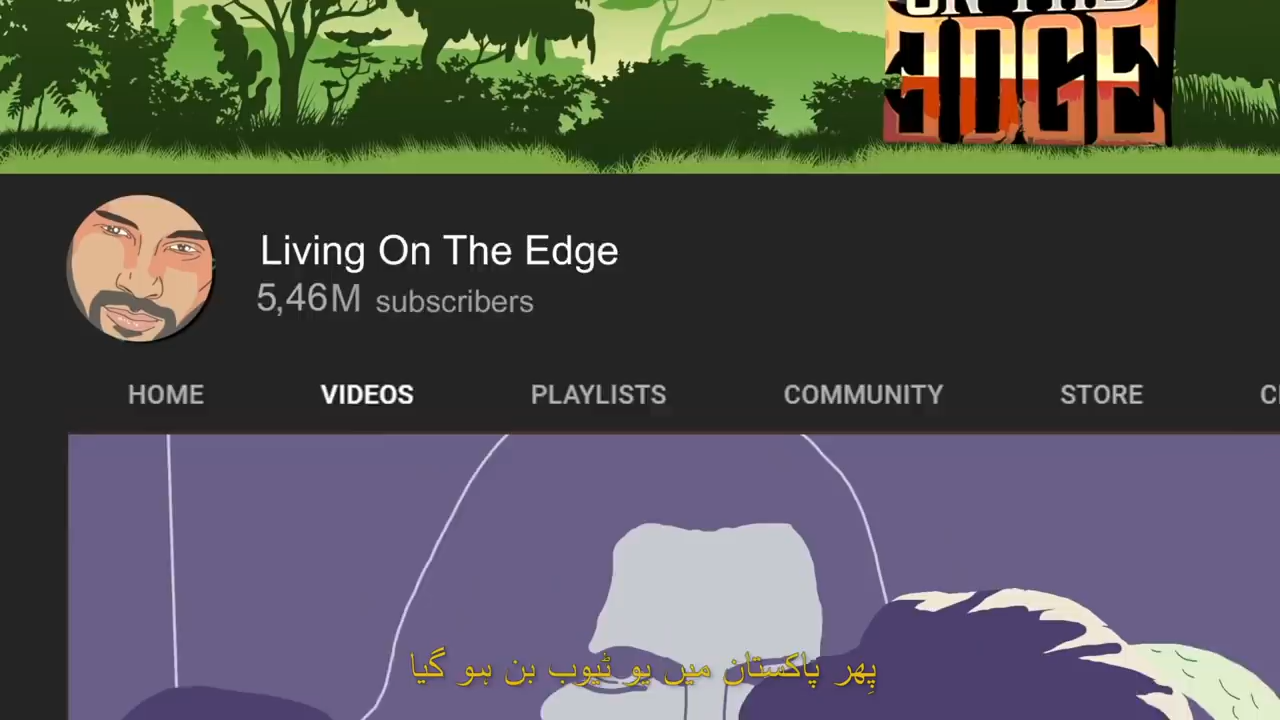 EDGE
Living On The Edge
5,46M subscribers
HOME VIDEOS PLAYLISTS COMMUNITY STORE
پِھر پاکستان میں یو ٹیوب بن ہو گیا